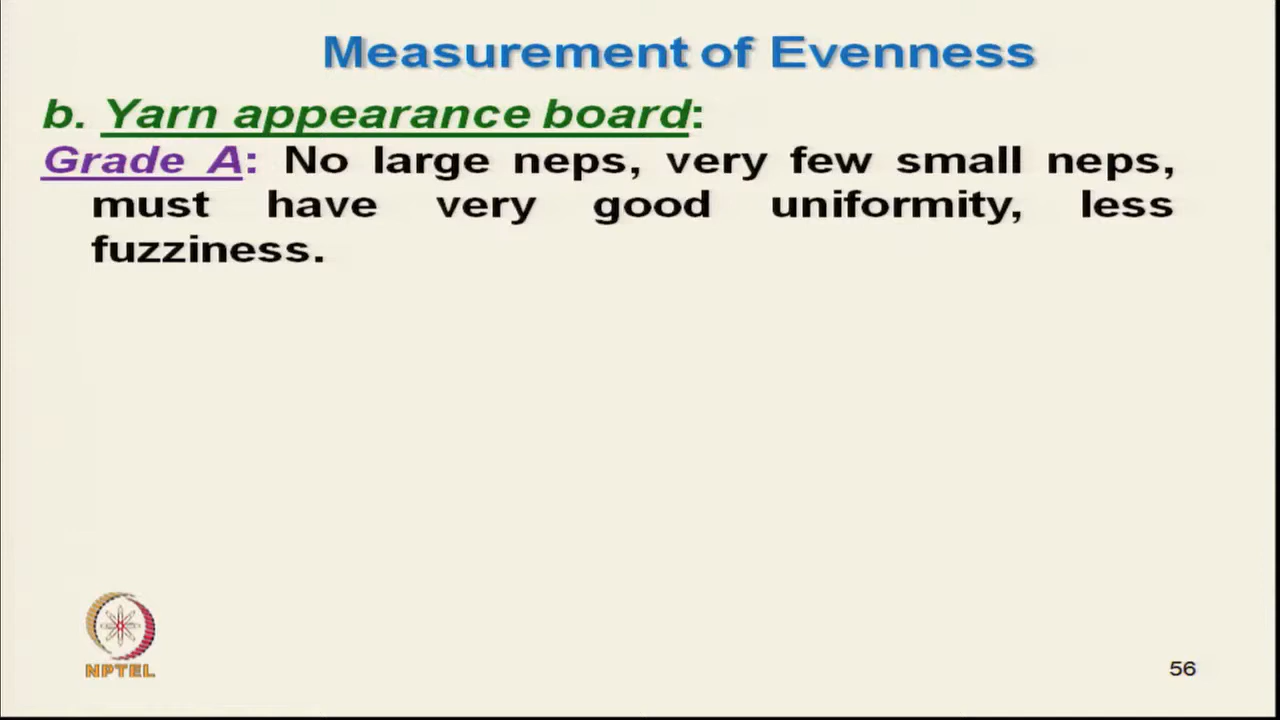 Measurement of Evenness
b. Yarn appearance board:
Grade A: No large neps, very few small neps,
must have very good uniformity, less
fuzziness.
NPTEL
56